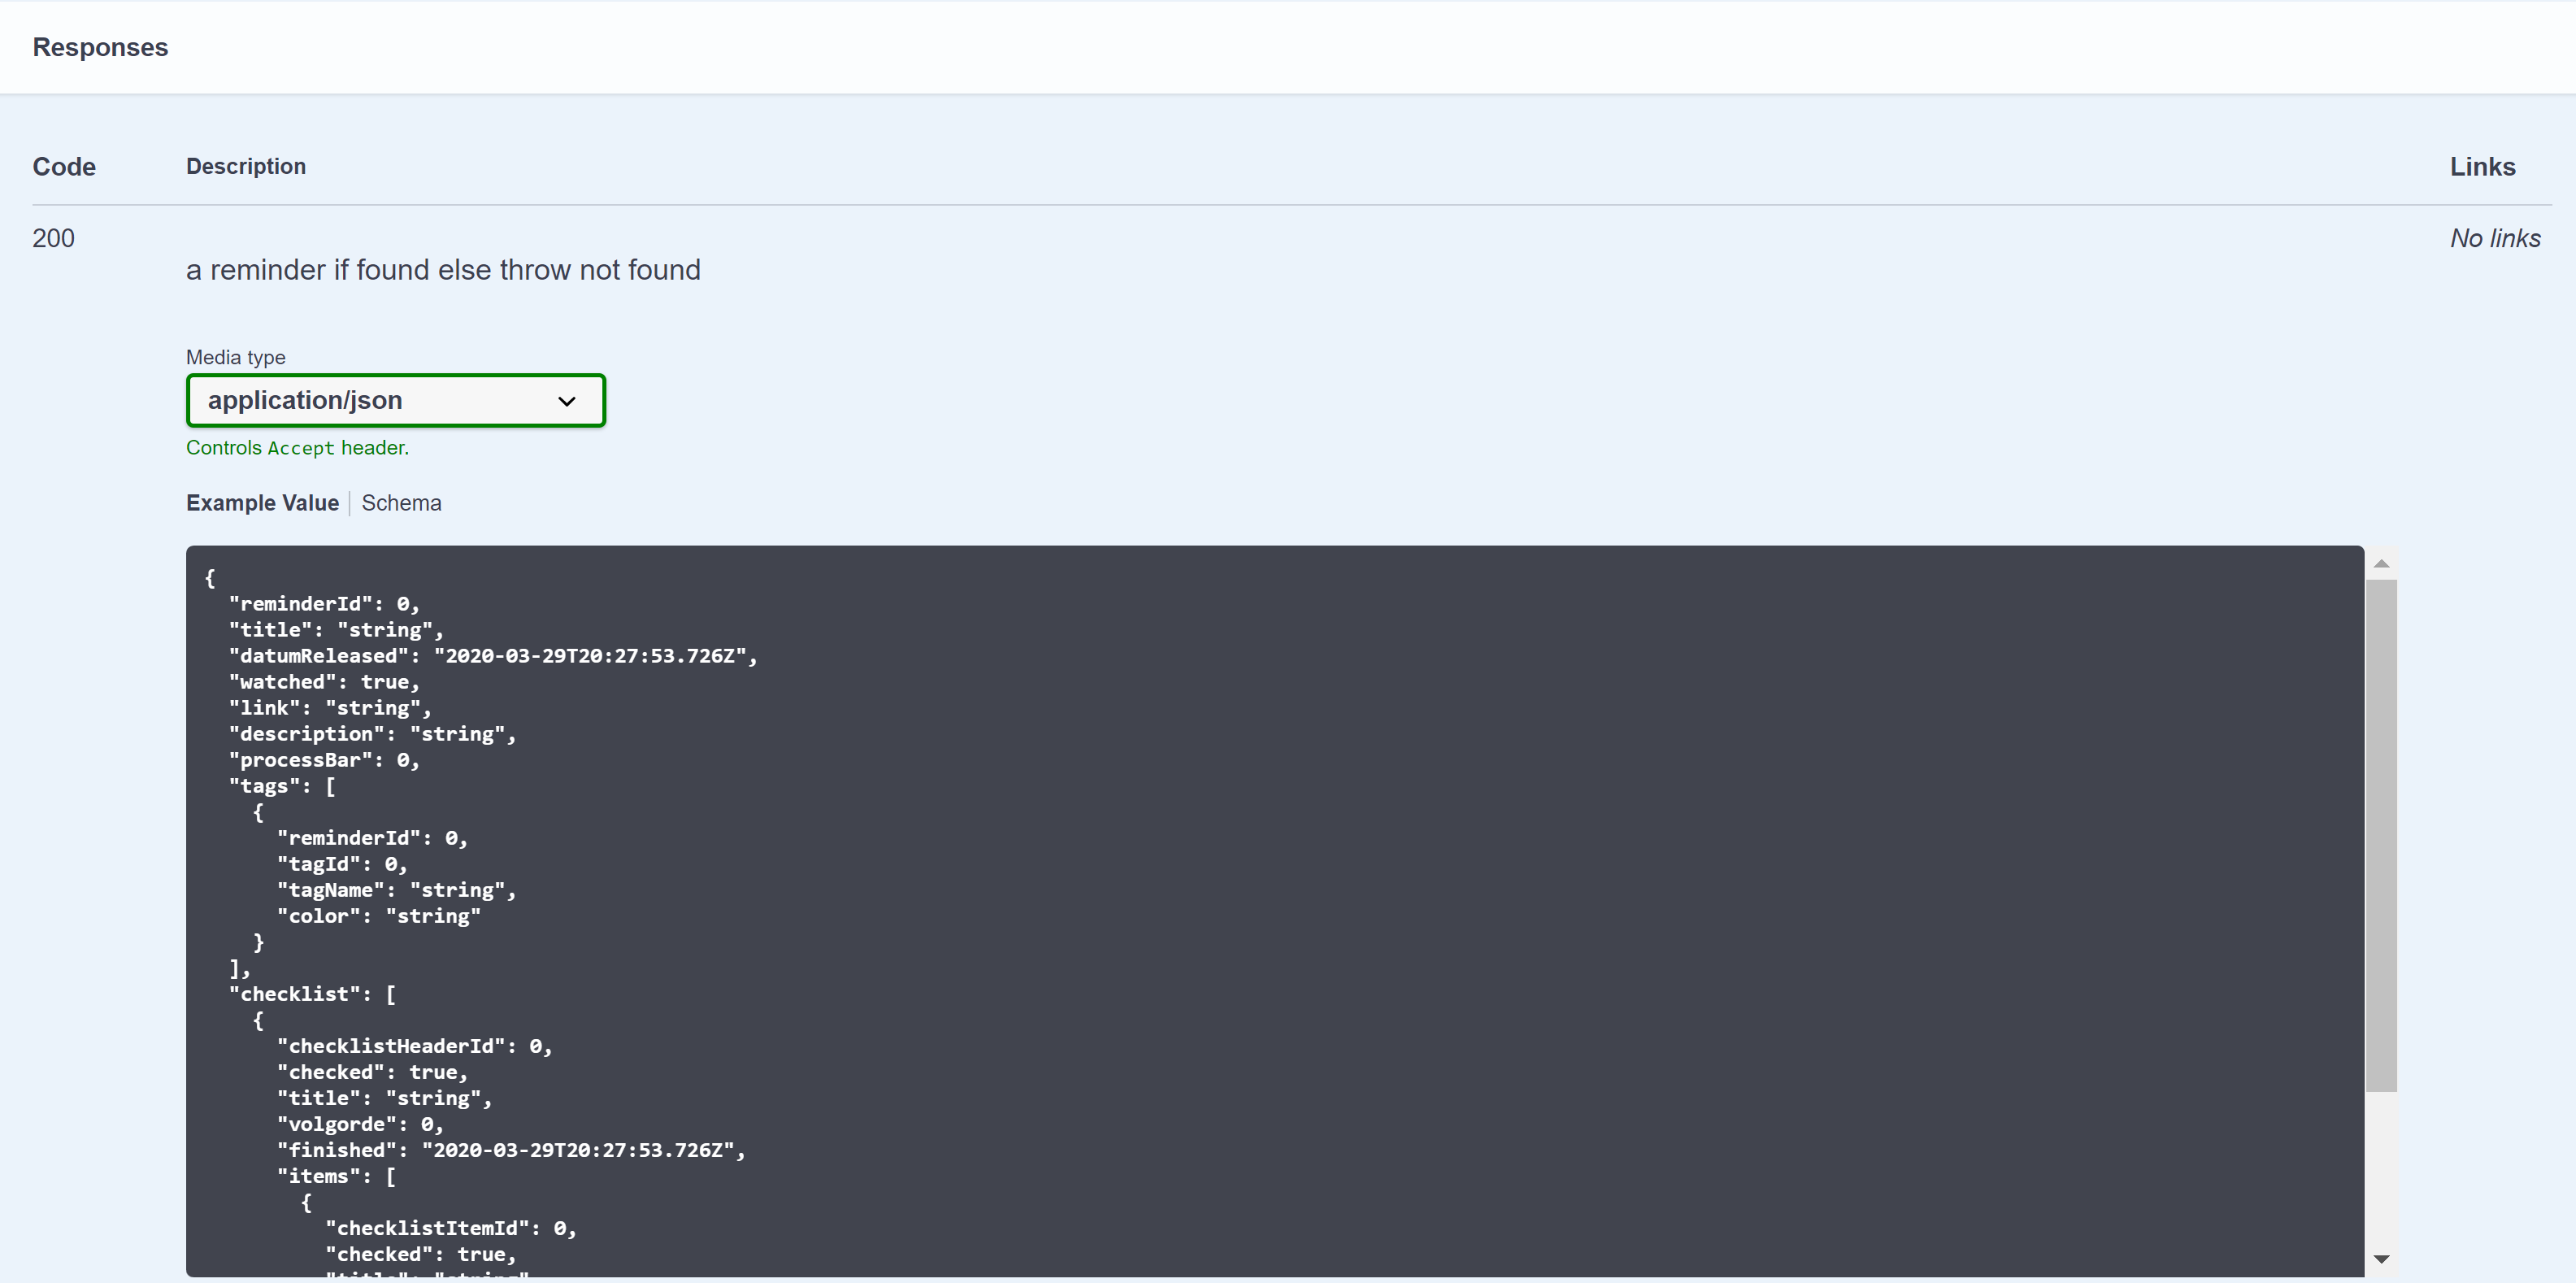 Responses
Code Description Links
200 No links
a reminder if found else throw not found
Media type
application/json
Controls Accept header.
Example Value Schema
{
"reminderId": 0,
"title": "string",
"datumReleased": "2020-03-29T20:27:53.726Z",
"watched": true,
"link": "string",
"description": "string",
"processBar": 0,
"tags": [
{
"reminderId": 0,
"tagId": 0,
"tagName": "string",
"color": "string"
}
],
"checklist": [
{
"checklistHeaderId": 0,
"checked": true,
"title": "string",
"volgorde": 0,
"finished": "2020-03-29T20:27:53.726Z",
"items": [
{
"checklistItemId": 0,
"checked": true,